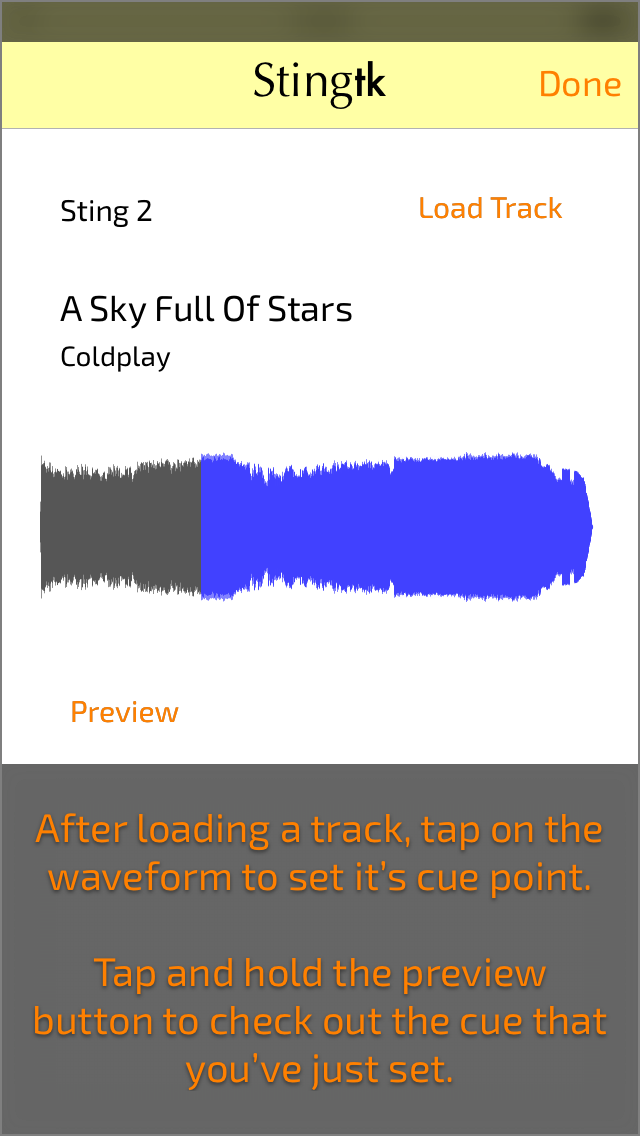 Stingtk
Done
Sting 2
Load Track
A Sky Full Of Stars
Coldplay
Preview
After loading a track, tap on the
waveform to set it's cue point.
Tap and hold the preview
button to check out the cue that
you've just set.